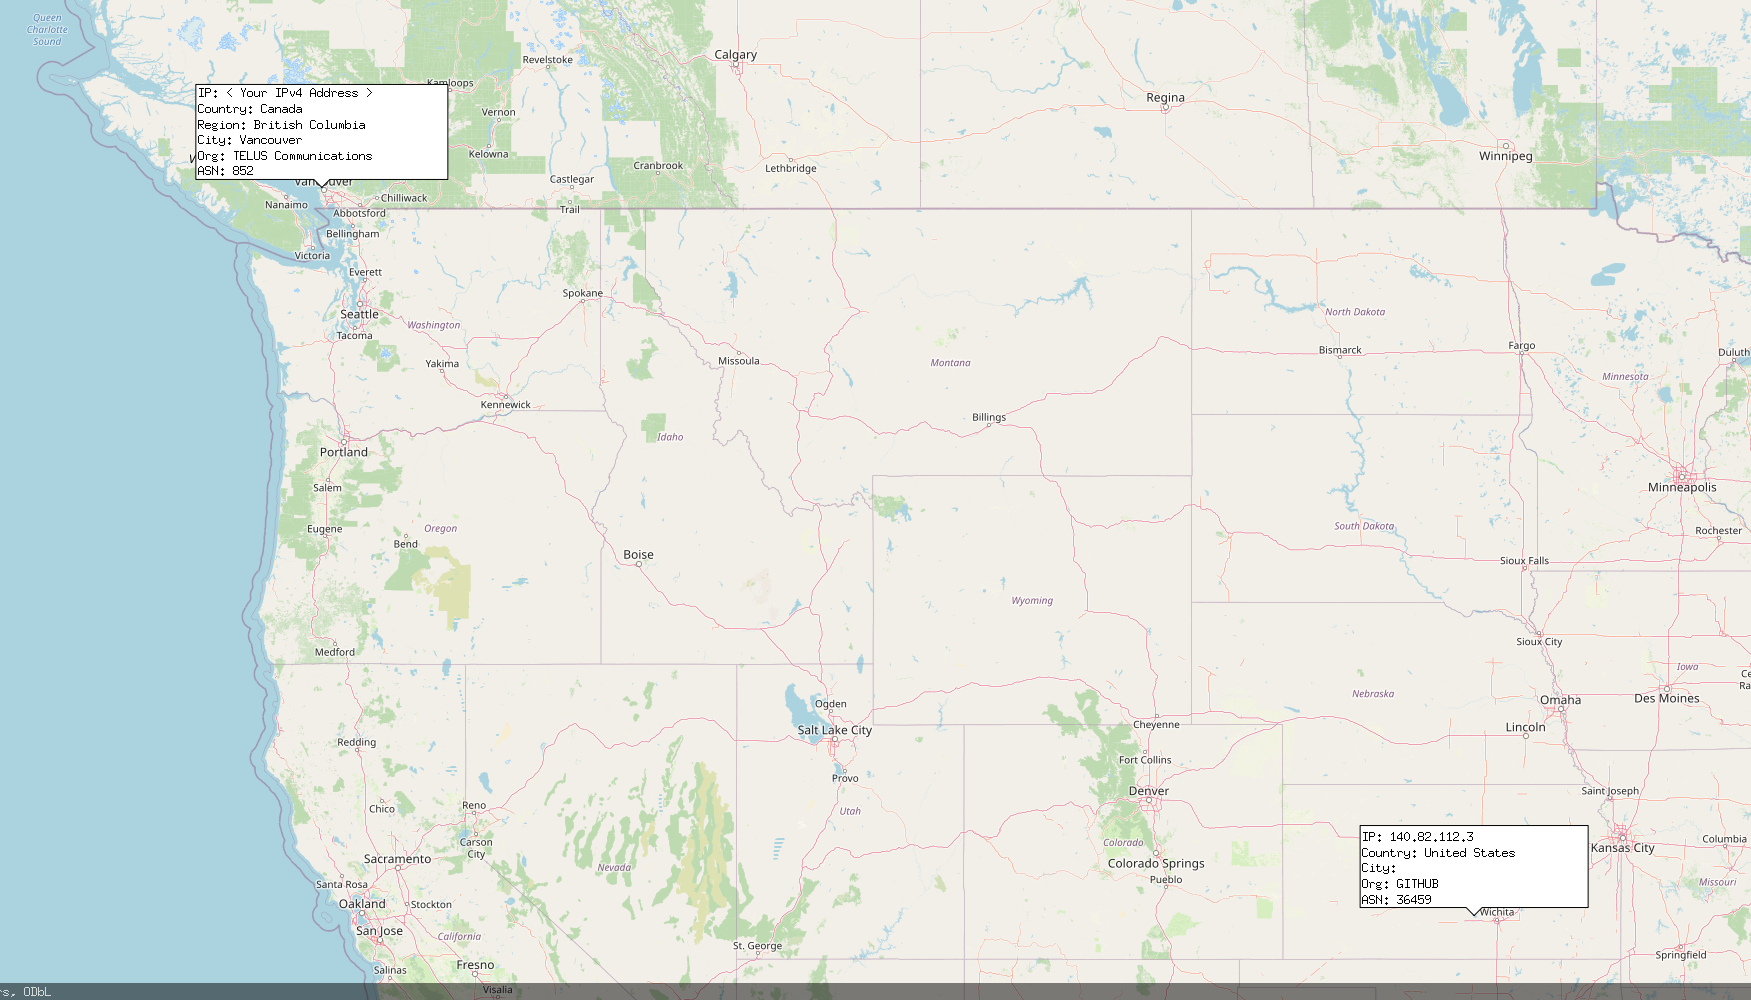 Queen
Charlotte
Sound
Calgary
Revelstoke
Kamloops
Regina
IP: < Your IPv4 Address >
Country: Canada
Region: British Columbia
City: Vancouver
Org: TELUS Communications
ASN: 852
Vernon
Kelowna
Winnipeg
Cranbrook
Lethbridge
Castlegar
Vancouver
Chilliwack
Nanaimo
Abbotsford
Trail
Bellingham
Victoria
Everett
Spokane
Seattle
Washington
North Dakota
Tacoma
Fargo
Bismarck
Duluth
Missoula
Yakima
Montana
Minnesota
Kennewick
Billings
Idaho
Portland
Salem
Minneapolis
Eugene
Oregon
South Dakota
Rochester
Bend
Boise
Sioux Falls
Wyoming
Sioux City
Medford
Iowa
Ce
Ra
Nebraska
Omaha
Des Moines
Ogden
Cheyenne
Lincoln
Salt Lake City
Redding
Fort Collins
Provo
Denver
Saint Joseph
Reno
Chico
Utah
Carson
City
Colorado
Columbia
Kansas City
Sacramento
Nevada
Colorado Springs
Pueblo
Missouri
IP: 140.82.112.3
Country: United States
City:
Org: GITHUB
ASN: 36459
Santa Rosa
Oakland
Stockton
Wichita
San Jose
California
St. George
Springfield
Fresno
Salinas
Visalia
rs, ODbL